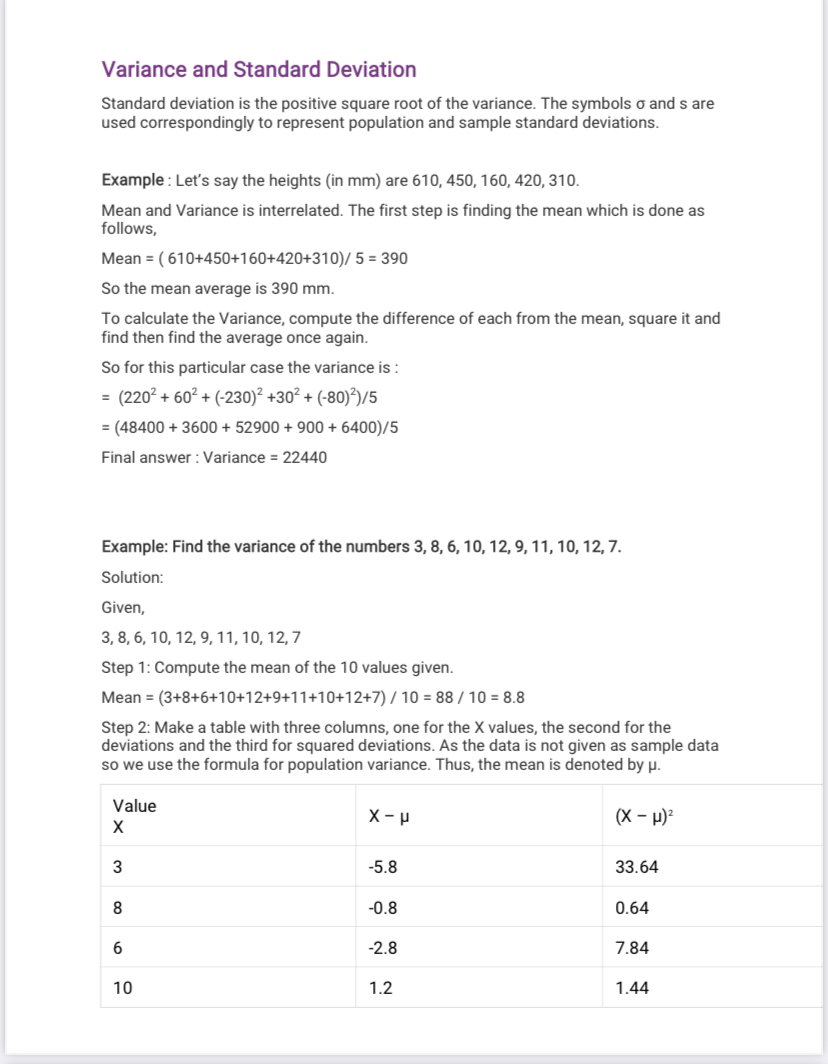 Variance and Standard Deviation
Standard deviation is the positive square root of the variance. The symbols σ and s are
used correspondingly to represent population and sample standard deviations.
Example : Let’s say the heights (in mm) are 610, 450, 160, 420, 310.
Mean and Variance is interrelated. The first step is finding the mean which is done as
follows,
Mean = ( 610+450+160+420+310)/ 5 = 390
So the mean average is 390 mm.
To calculate the Variance, compute the difference of each from the mean, square it and
find then find the average once again.
So for this particular case the variance is :
= (220² + 60² + (-230)² +30² + (-80)²)/5
= (48400 + 3600 + 52900 + 900 + 6400)/5
Final answer : Variance = 22440
Example: Find the variance of the numbers 3, 8, 6, 10, 12, 9, 11, 10, 12, 7.
Solution:
Given,
3, 8, 6, 10, 12, 9, 11, 10, 12, 7
Step 1: Compute the mean of the 10 values given.
Mean = (3+8+6+10+12+9+11+10+12+7) / 10 = 88 / 10 = 8.8
Step 2: Make a table with three columns, one for the X values, the second for the
deviations and the third for squared deviations. As the data is not given as sample data
so we use the formula for population variance. Thus, the mean is denoted by μ.
Value
X
X – μ
(X – μ)²
3 -5.8 33.64
8 -0.8 0.64
6 -2.8 7.84
10 1.2 1.44